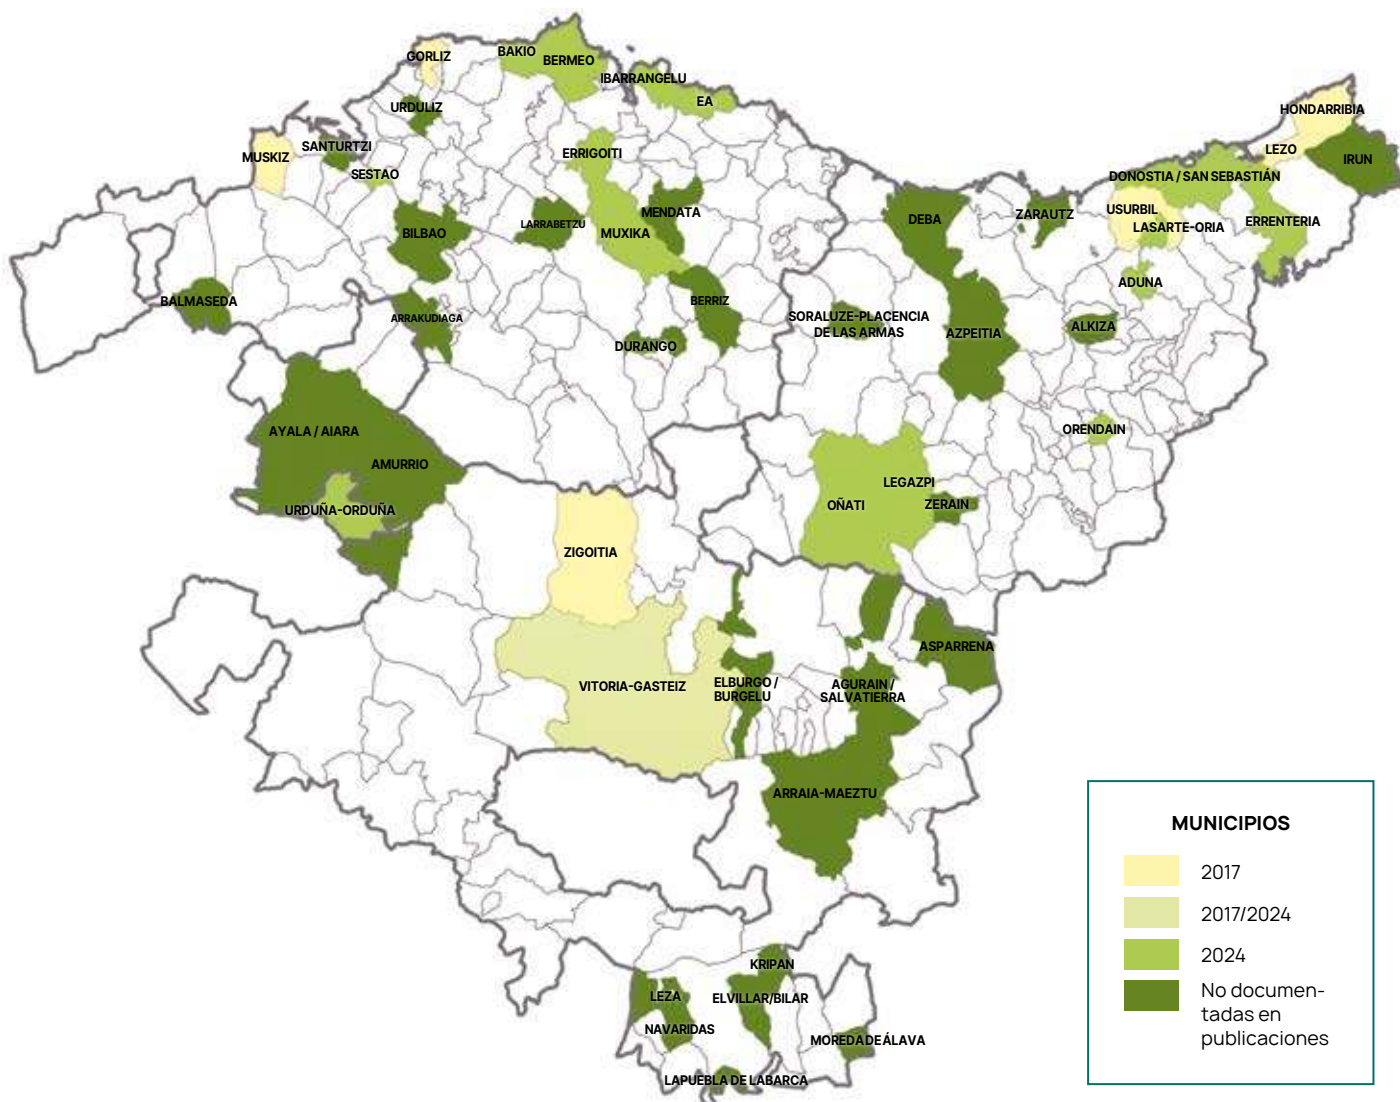 GORLIZ
BAKIO
BERMEO
IBARRANGELU
EA
URDULIZ
HONDARRIBIA
MUSKIZ
SANTURTZI
SESTAO
ERRIGOITI
LEZO
IRUN
DONOSTIA / SAN SEBASTIÁN
BILBAO
LARRABETZU
MENDATA
MUXIKA
DEBA
ZARAUTZ
USURBIL
LASARTE-ORIA
ERRENTERIA
ADUNA
BALMASEDA
ARRAKUDIAGA
BERRIZ
DURANGO
SORALUZE-PLACENCIA
DE LAS ARMAS
AZPEITIA
ALKIZA
AYALA / AIARA
AMURRIO
URDUÑA-ORDUÑA
ORENDAIN
LEGAZPI
OÑATI
ZERAIN
ZIGOITIA
ASPARRENA
VITORIA-GASTEIZ
ELBURGO /
BURGELU
AGURAIN /
SALVATIERRA
ARRAIA-MAEZTU
KRIPAN
LEZA
ELVILLAR/BILAR
NAVARIDAS
MOREDA DE ÁLAVA
LAPUEBLA DE LABARCA
MUNICIPIOS
2017
2017/2024
2024
No documen-
tadas en
publicaciones